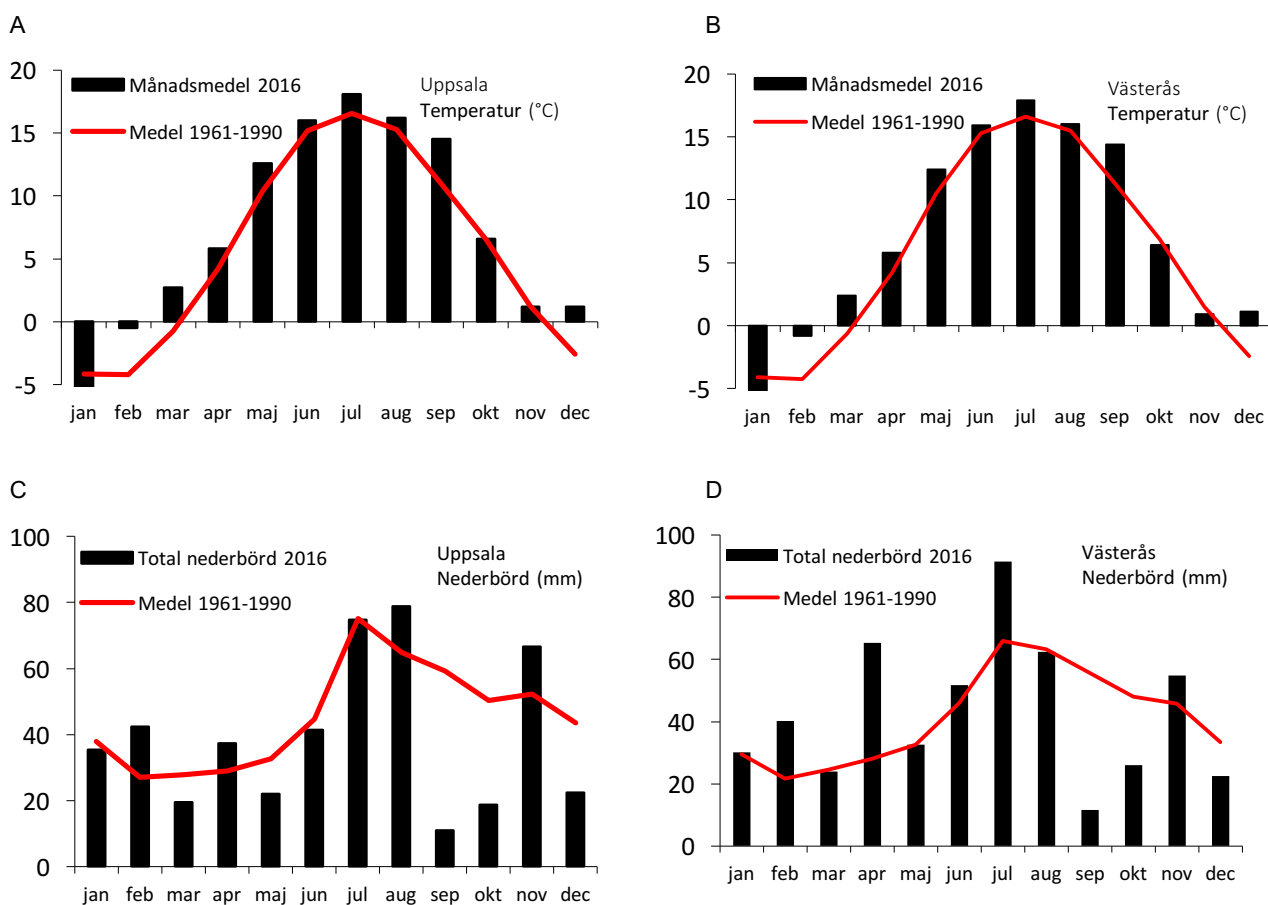 A
20
15
10
5
0
-5
Månadsmedel 2016
Medel 1961-1990
Uppsala
Temperatur (°C)
jan feb mar apr maj jun jul aug sep okt nov dec
B
20
15
10
5
0
-5
Månadsmedel 2016
Medel 1961-1990
Västerås
Temperatur (°C)
jan feb mar apr maj jun jul aug sep okt nov dec
C
100
80
60
40
20
0
Total nederbörd 2016
Medel 1961-1990
Uppsala
Nederbörd (mm)
jan feb mar apr maj jun jul aug sep okt nov dec
D
100
80
60
40
20
0
Total nederbörd 2016
Medel 1961-1990
Västerås
Nederbörd (mm)
jan feb mar apr maj jun jul aug sep okt nov dec